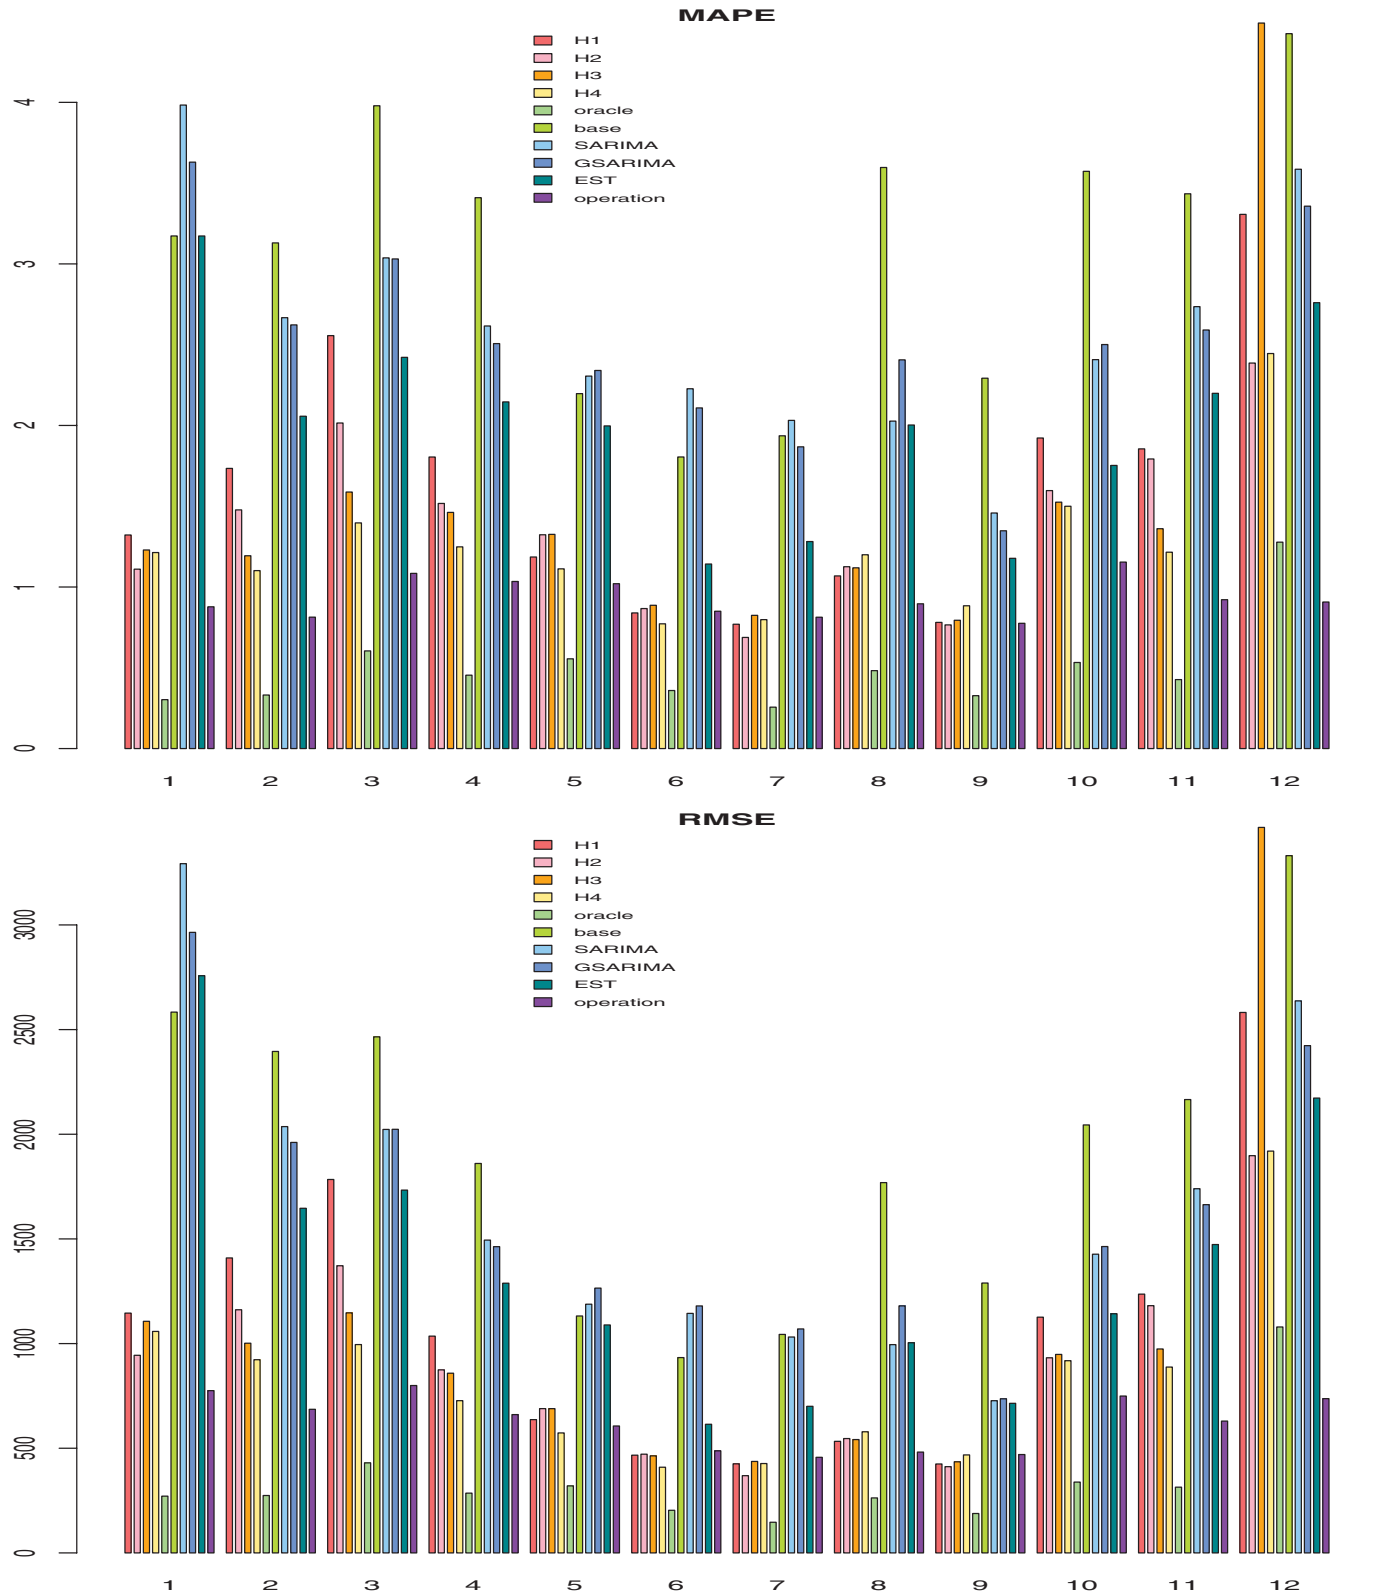 MAPE
H1
H2
H3
H4
oracle
base
SARIMA
GSARIMA
EST
operation
4
3
2
1
0
1 2 3 4 5 6 7 8 9 10 11 12
RMSE
H1
H2
H3
H4
oracle
base
SARIMA
GSARIMA
EST
operation
3000
2500
2000
1500
1000
500
0
1 2 3 4 5 6 7 8 9 10 11 12